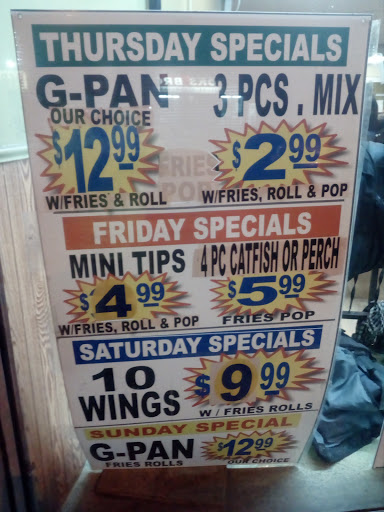 THURSDAY SPECIALS
G-PAN 3 PCS . MIX
OUR CHOICE
$12.99 $2.99
W/FRIES & ROLL W/FRIES, ROLL & POP
FRIDAY SPECIALS
MINI TIPS 4 PC CATFISH OR PERCH
$4.99 $5.99
W/FRIES, ROLL & POP FRIES POP
SATURDAY SPECIALS
10 WINGS $9.99
W/ FRIES ROLLS
SUNDAY SPECIAL
G-PAN $12.99
FRIES ROLLS OUR CHOICE